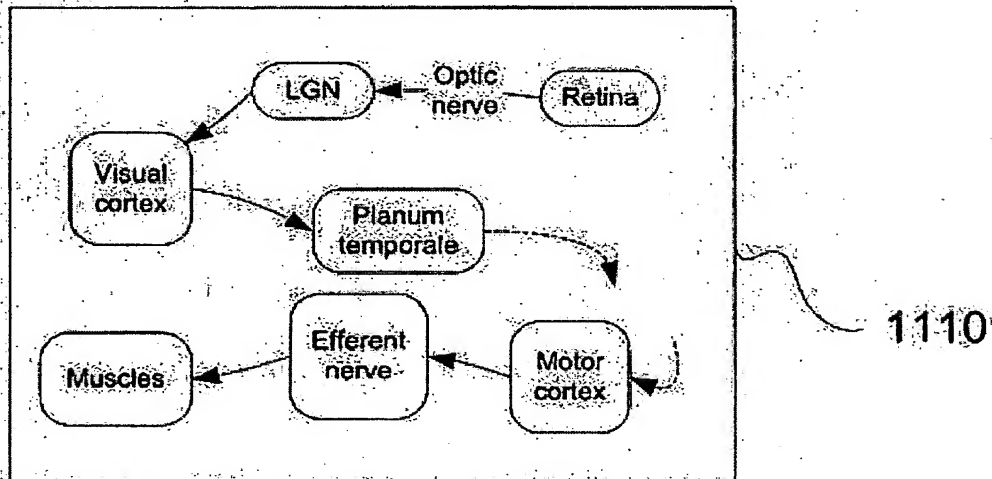 LGN
Optic
nerve
Retina
Visual
cortex
Planum
temporale
1110
Muscles
Efferent
nerve
Motor
cortex